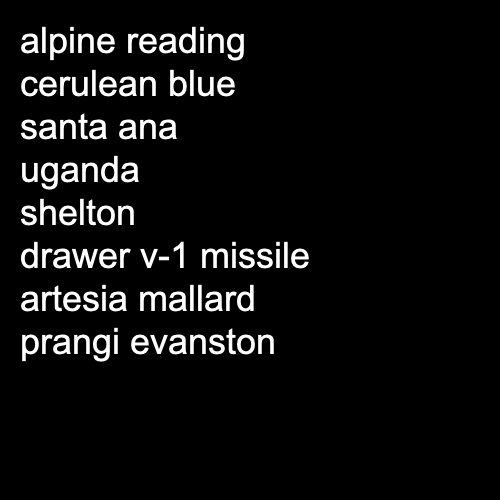 alpine reading
cerulean blue
santa ana
uganda
shelton
drawer v-1 missile
artesia mallard
prangi evanston